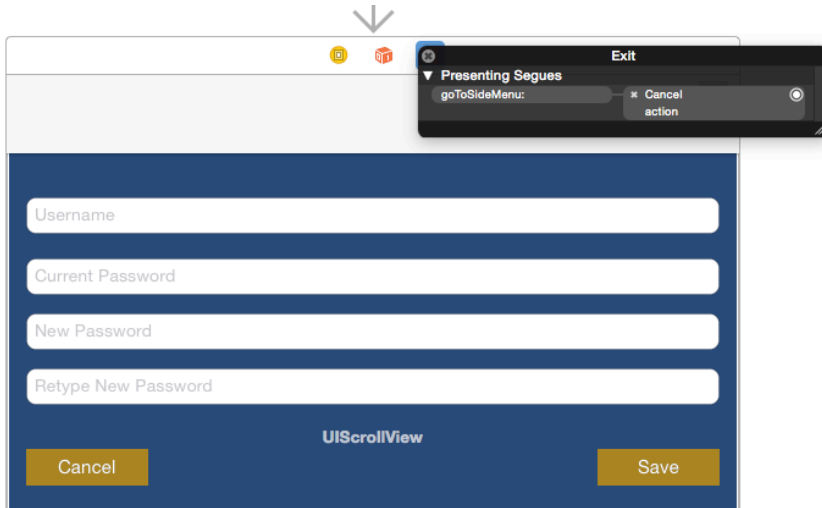 Exit
Presenting Segues
goToSideMenu:
Cancel
action
Username
Current Password
New Password
Retype New Password
UIScrollView
Cancel
Save